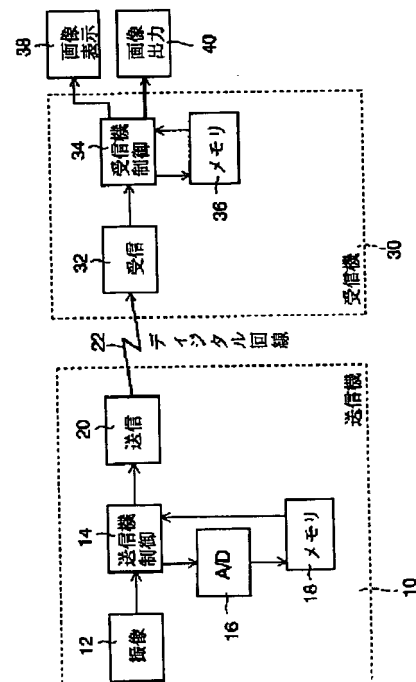 12
撮像
14
送信機
制御
20
送信
A/D
16
メモリ
18
送信機
10
22
ディジタル回線
32
受信
34
受信機
制御
メモリ
36
受信機
30
38
画像
表示
画像
出力
40